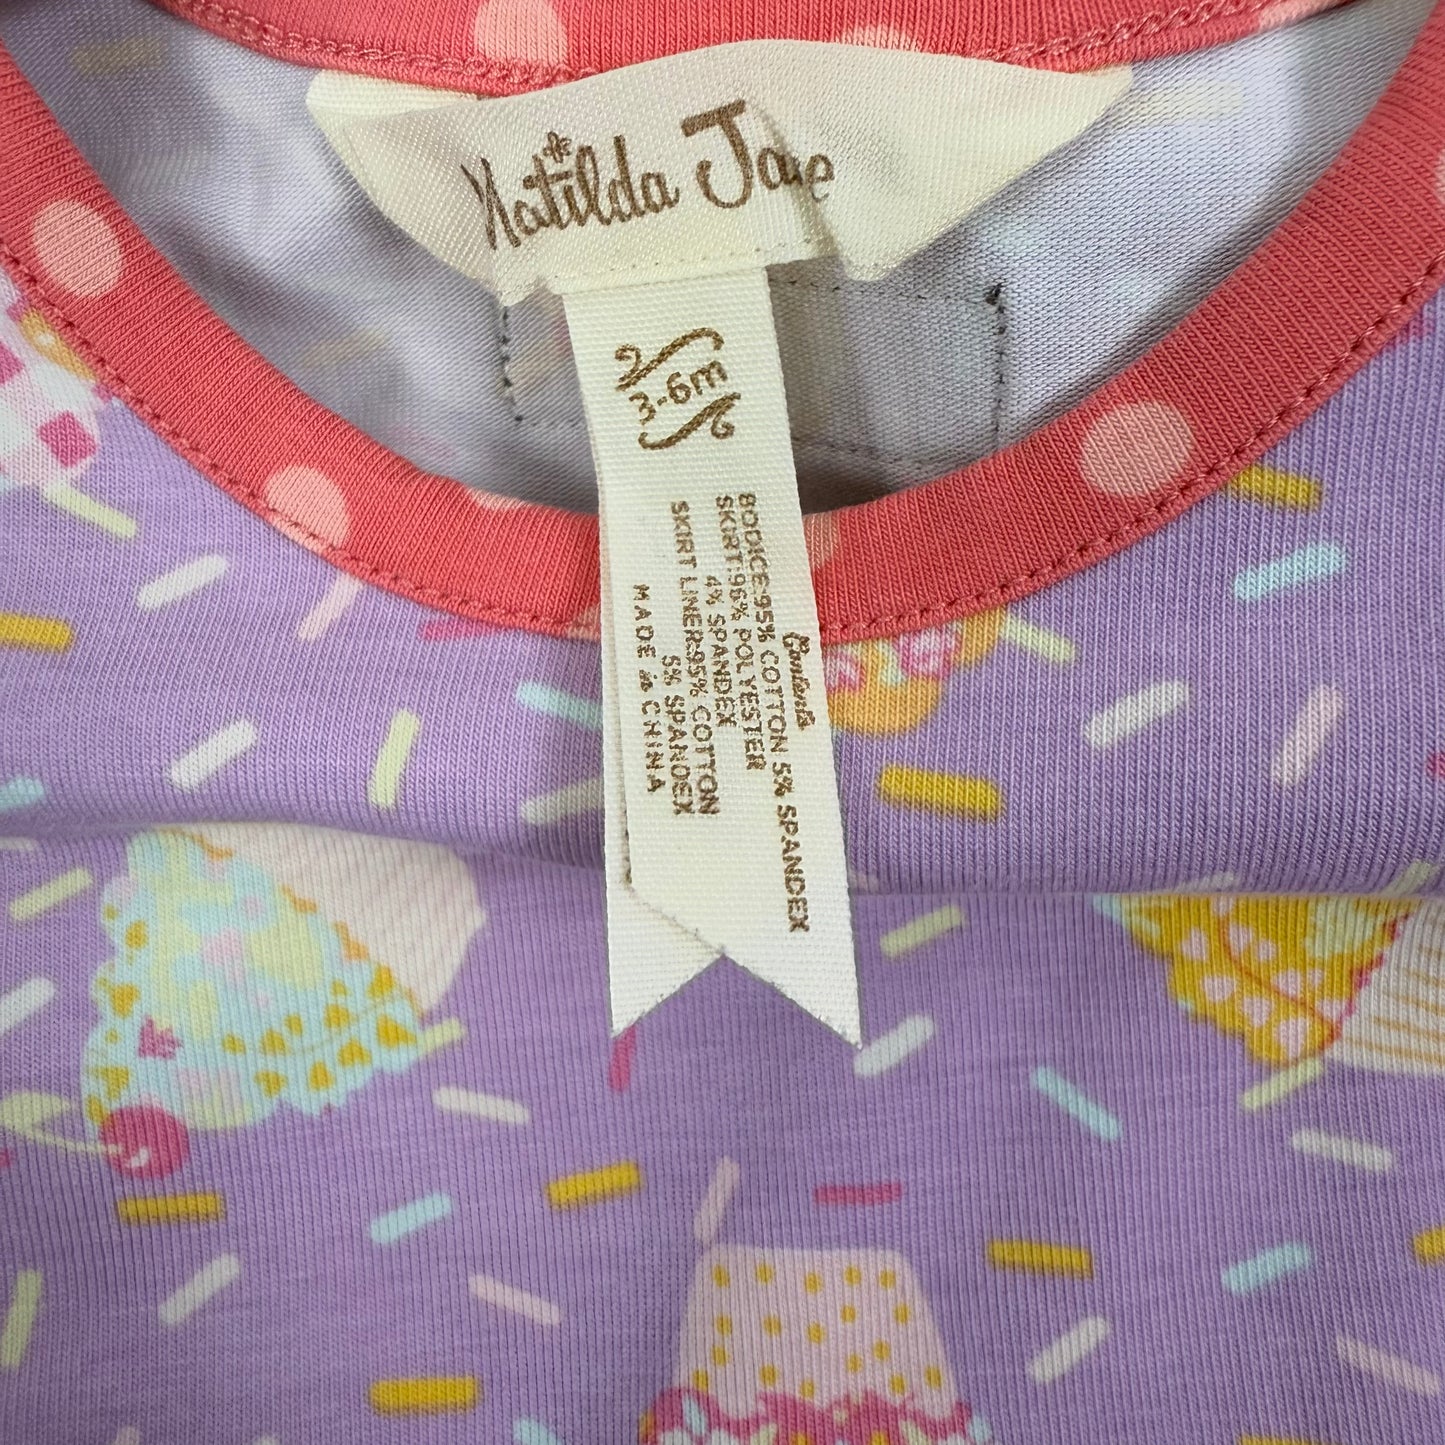 Matilda Jane
3-6m
Contents
BODICE:95% COTTON 5% SPANDEX
SKIRT:96% POLYESTER
4% SPANDEX
SKIRT LINER:95% COTTON
5% SPANDEX
MADE in CHINA